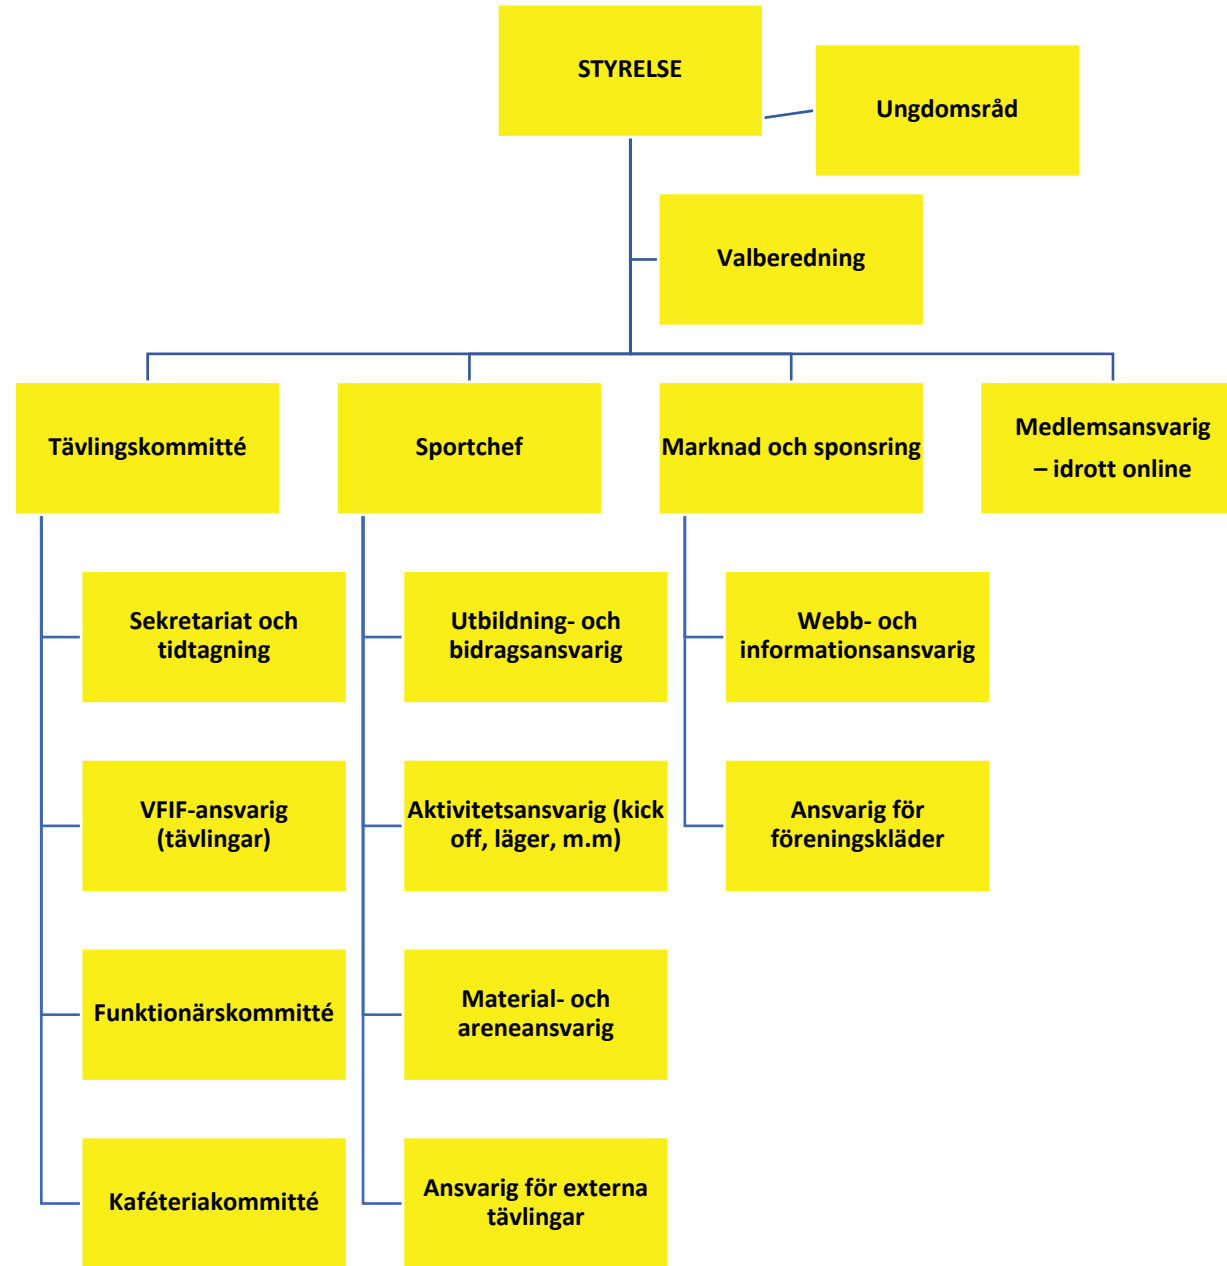 STYRELSE
Ungdomsråd
Valberedning
Tävlingskommitté
Sportchef
Marknad och sponsring
Medlemsansvarig
– idrott online
Sekretariat och
tidtagning
Utbildning- och
bidragsansvarig
Webb- och
informationsansvarig
VFIF-ansvarig
(tävlingar)
Aktivitetsansvarig (kick
off, läger, m.m)
Ansvarig för
föreningskläder
Funktionärskommitté
Material- och
areneansvarig
Kaféteriakommitté
Ansvarig för externa
tävlingar